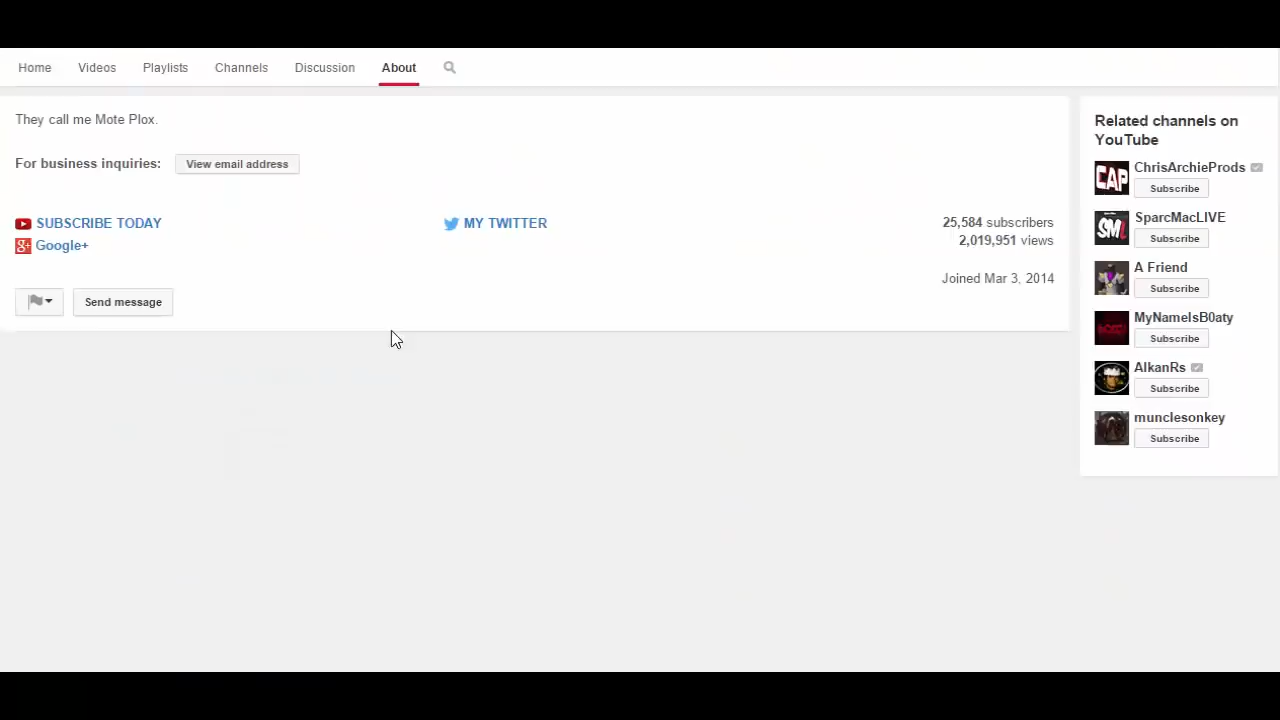 Home Videos Playlists Channels Discussion About
They call me Mote Plox.
For business inquiries: View email address
SUBSCRIBE TODAY
MY TWITTER
Google+
25,584 subscribers
2,019,951 views
Joined Mar 3, 2014
Send message
Related channels on
YouTube
CAP
ChrisArchieProds
Subscribe
SML
SparcMacLIVE
Subscribe
A Friend
Subscribe
MyNameIsB0aty
Subscribe
AlkanRs
Subscribe
munclesonkey
Subscribe